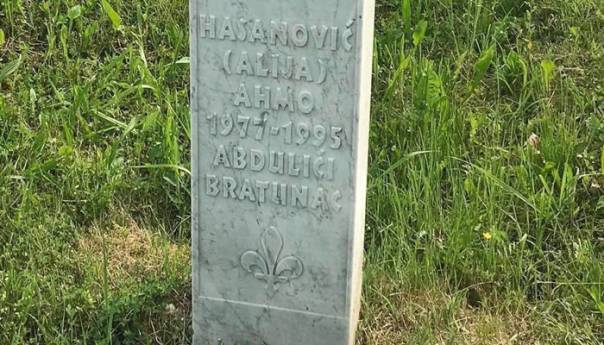 HASANOVIĆ
(ALIJA)
AHMO
1977-1995
ABDULIĆI
BRATUNAC